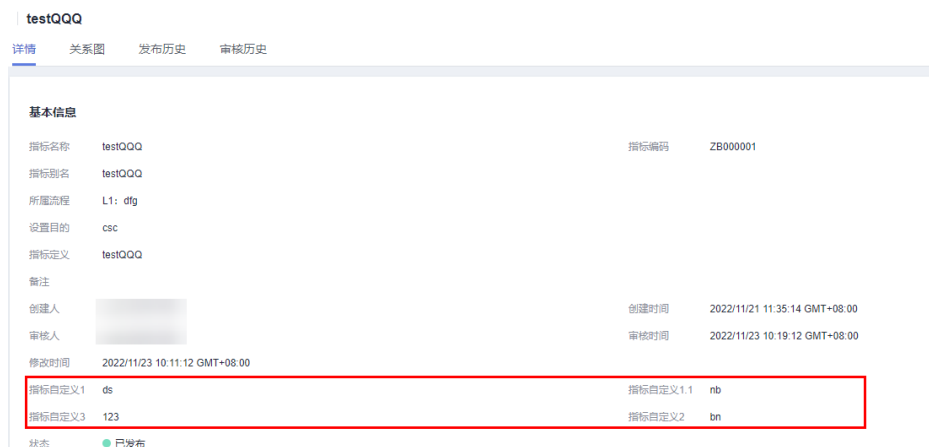 testQQQ
详情 关系图 发布历史 审核历史
基本信息
指标名称 testQQQ 指标编码 ZB000001
指标别名 testQQQ
所属流程 L1: dfg
设置目的 csc
指标定义 testQQQ
备注
创建人 创建时间 2022/11/21 11:35:14 GMT+08:00
审核人 审核时间 2022/11/23 10:19:12 GMT+08:00
修改时间 2022/11/23 10:11:12 GMT+08:00
指标自定义1 ds 指标自定义1.1 nb
指标自定义3 123 指标自定义2 bn
状态 已发布